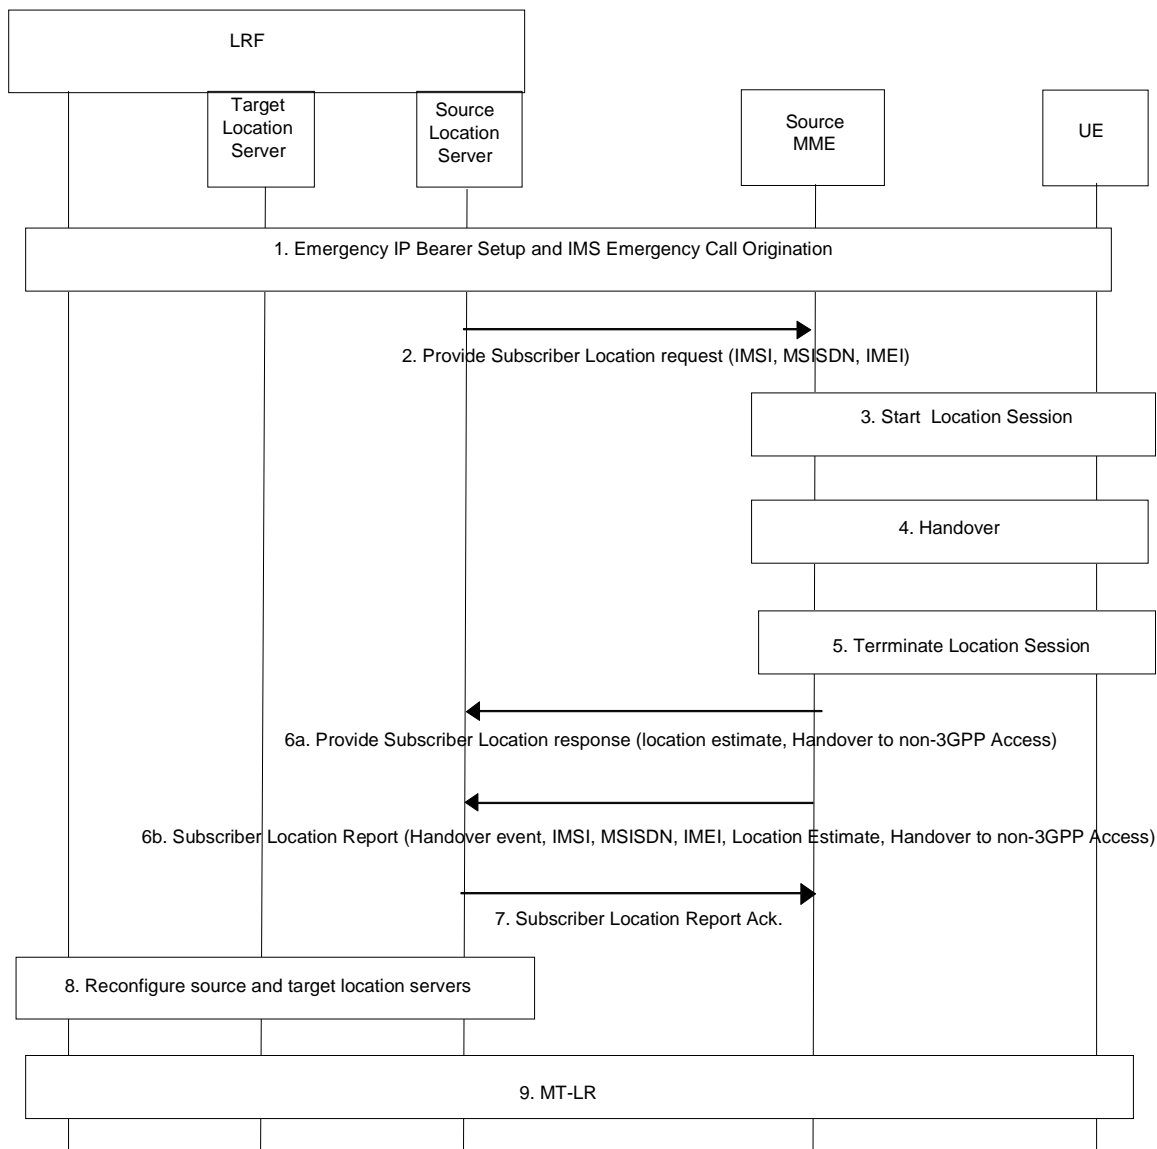 LRF
Target
Location
Server
Source
Location
Server
Source
MME
UE
1. Emergency IP Bearer Setup and IMS Emergency Call Origination
2. Provide Subscriber Location request (IMSI, MSISDN, IMEI)
3. Start  Location Session
4. Handover
5. Terrminate Location Session
6a. Provide Subscriber Location response (location estimate, Handover to non-3GPP Access)
6b. Subscriber Location Report (Handover event, IMSI, MSISDN, IMEI, Location Estimate, Handover to non-3GPP Access)
7. Subscriber Location Report Ack.
8. Reconfigure source and target location servers
9. MT-LR